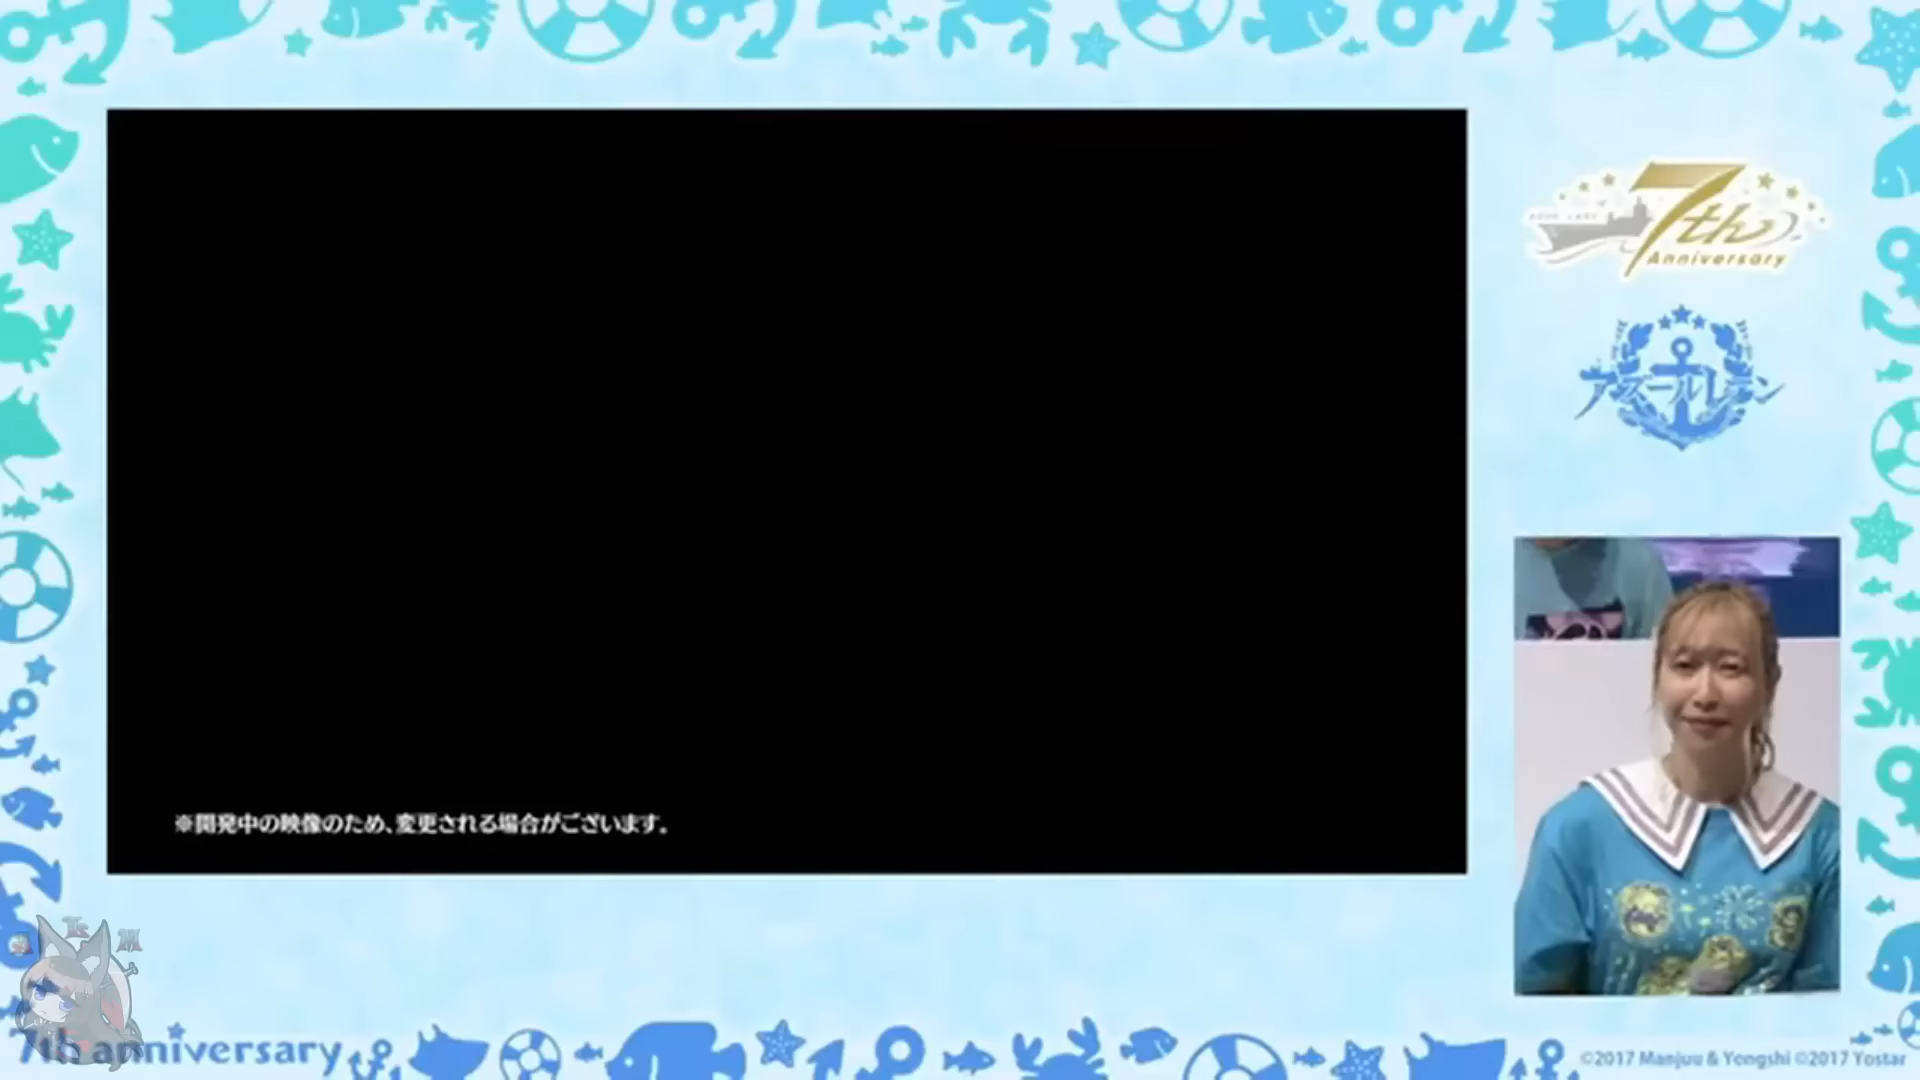 7th
Anniversary
アズールレーン
※開発中の映像のため、変更される場合がございます。
7th anniversary
©2017 Manjuu & Yongshi ©2017 Yostar